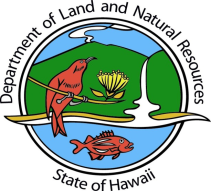 Department of Land and Natural Resources
State of Hawaii